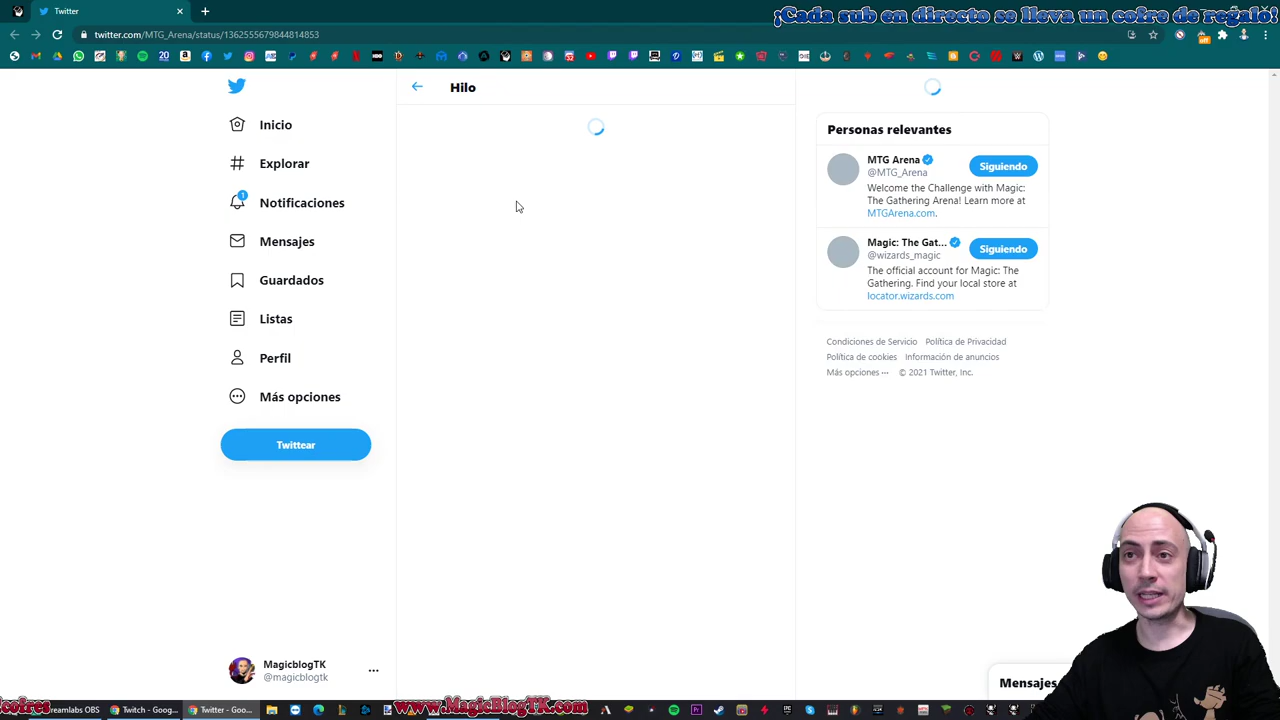 Twitter
¡Cada sub en directo se lleva un cofre de regalo!
twitter.com/MTG_Arena/status/1362555679844814853
Inicio
Explorar
1
Notificaciones
Mensajes
Guardados
Listas
Perfil
Más opciones
Twittear
MagicblogTK
@magicblogtk
Hilo
Personas relevantes
MTG Arena
@MTG_Arena
Siguiendo
Welcome the Challenge with Magic:
The Gathering Arena! Learn more at
MTGArena.com.
Magic: The Gat...
@wizards_magic
Siguiendo
The official account for Magic: The
Gathering. Find your local store at
locator.wizards.com
Condiciones de Servicio Política de Privacidad
Política de cookies Información de anuncios
Más opciones ··· © 2021 Twitter, Inc.
Mensajes
cofres
www.MagicBlogTK.com
Twitch - Goog...
Twitter - Goo...